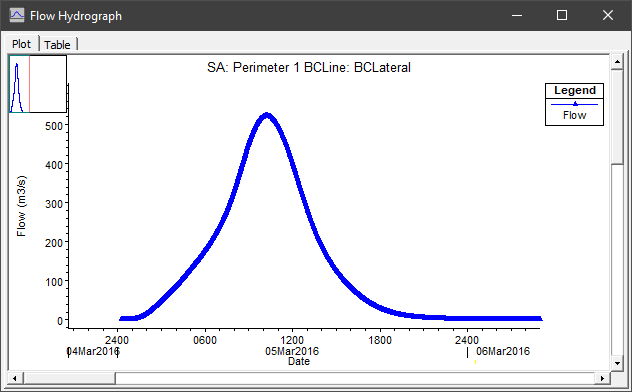 Flow Hydrograph
Plot Table
SA: Perimeter 1 BCLine: BCLateral
Legend
Flow
500
400
300
200
100
0
Flow (m3/s)
2400 0600 1200 1800 2400
04Mar2016 05Mar2016 06Mar2016
Date